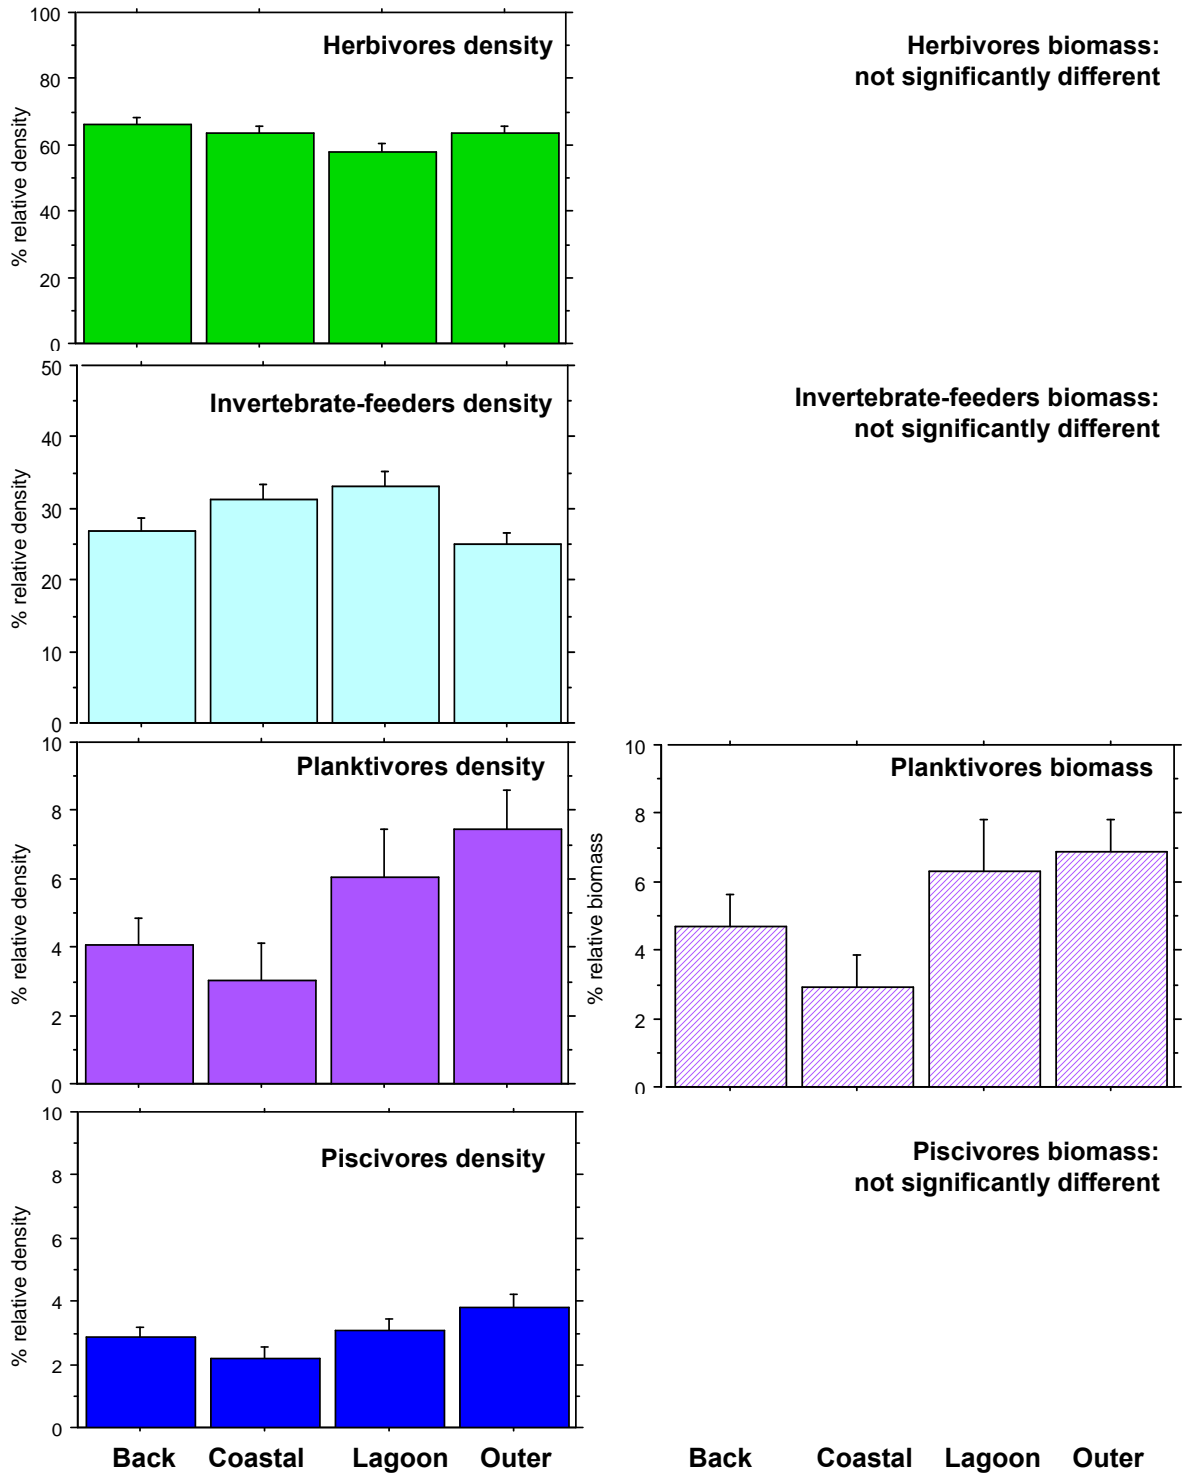 Herbivores density
% relative density
100
80
60
40
20
0
Herbivores biomass:
not significantly different
Invertebrate-feeders density
% relative density
50
40
30
20
10
0
Invertebrate-feeders biomass:
not significantly different
Planktivores density
% relative density
10
8
6
4
2
0
Planktivores biomass
% relative biomass
10
8
6
4
2
0
Piscivores density
% relative density
10
8
6
4
2
0
Piscivores biomass:
not significantly different
Back Coastal Lagoon Outer
Back Coastal Lagoon Outer